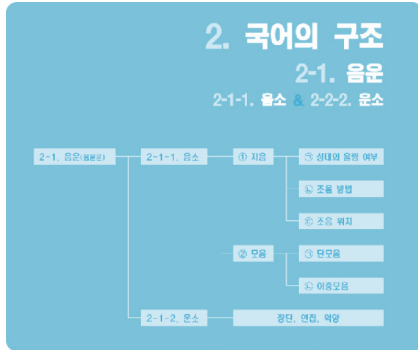 2. 국어의 구조
2-1. 음운
2-1-1. 음소 & 2-2-2. 운소
2-1. 음운(음운론)
2-1-1. 음소
① 자음
㉠ 성대의 울림 여부
㉡ 조음 방법
㉢ 조음 위치
② 모음
㉠ 단모음
㉡ 이중모음
2-1-2. 운소
장단, 연접, 억양